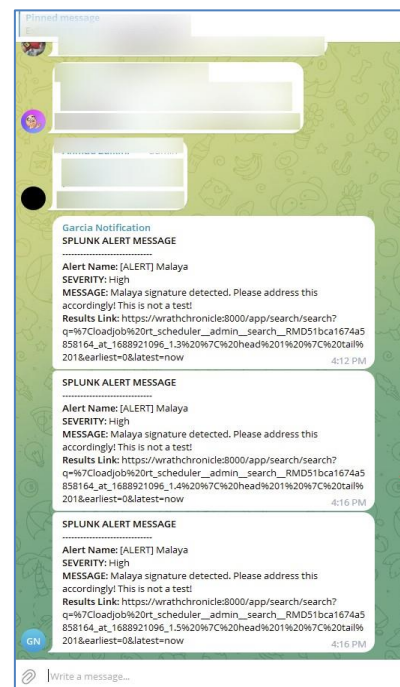 Pinned message
Garcia Notification
SPLUNK ALERT MESSAGE
------------------------------
Alert Name: [ALERT] Malaya
SEVERITY: High
MESSAGE: Malaya signature detected. Please address this
accordingly! This is not a test!
Results Link: https://wrathchronicle:8000/app/search/search?
q=%7Cloadjob%20rt_scheduler__admin__search__RMD51bca1674a5
858164_at_1688921096_1.3%20%7C%20head%201%20%7C%20tail%
201&earliest=0&latest=now
4:12 PM
SPLUNK ALERT MESSAGE
------------------------------
Alert Name: [ALERT] Malaya
SEVERITY: High
MESSAGE: Malaya signature detected. Please address this
accordingly! This is not a test!
Results Link: https://wrathchronicle:8000/app/search/search?
q=%7Cloadjob%20rt_scheduler__admin__search__RMD51bca1674a5
858164_at_1688921096_1.4%20%7C%20head%201%20%7C%20tail%
201&earliest=0&latest=now
4:16 PM
SPLUNK ALERT MESSAGE
------------------------------
Alert Name: [ALERT] Malaya
SEVERITY: High
MESSAGE: Malaya signature detected. Please address this
accordingly! This is not a test!
Results Link: https://wrathchronicle:8000/app/search/search?
q=%7Cloadjob%20rt_scheduler__admin__search__RMD51bca1674a5
858164_at_1688921096_1.5%20%7C%20head%201%20%7C%20tail%
201&earliest=0&latest=now
4:16 PM
GN
Write a message...